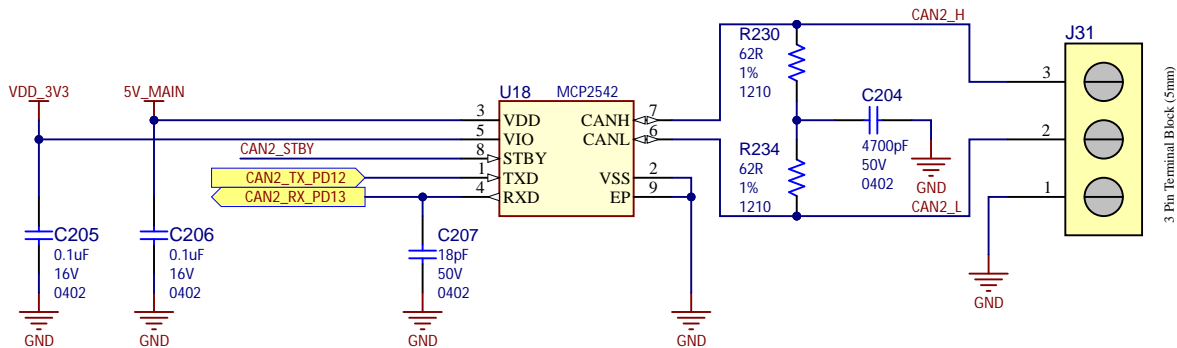 CAN2_H
J31
R230
62R
1%
1210
VDD_3V3
5V_MAIN
U18
MCP2542
C204
4700pF
50V
0402
GND
3
2
1
3 Pin Terminal Block (5mm)
3
VDD
CANH
7
5
VIO
CANL
6
CAN2_STBY
8
STBY
R234
62R
1%
1210
CAN2_TX_PD12
1
TXD
VSS
2
CAN2_RX_PD13
4
RXD
EP
9
CAN2_L
C205
0.1uF
16V
0402
C206
0.1uF
16V
0402
C207
18pF
50V
0402
GND
GND
GND
GND
GND